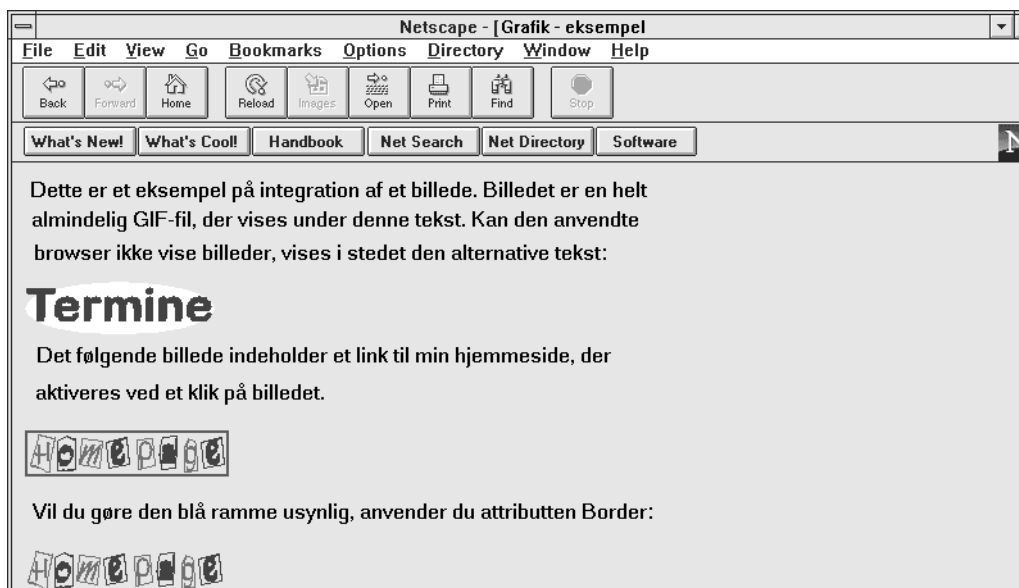 Netscape - [Grafik - eksempel
File Edit View Go Bookmarks Options Directory Window Help
Back Forward Home Reload Images Open Print Find Stop
What's New! What's Cool! Handbook Net Search Net Directory Software
N
Dette er et eksempel på integration af et billede. Billedet er en helt
almindelig GIF-fil, der vises under denne tekst. Kan den anvendte
browser ikke vise billeder, vises i stedet den alternative tekst:
Termine
Det følgende billede indeholder et link til min hjemmeside, der
aktiveres ved et klik på billedet.
Homepage
Vil du gøre den blå ramme usynlig, anvender du attributten Border:
Homepage